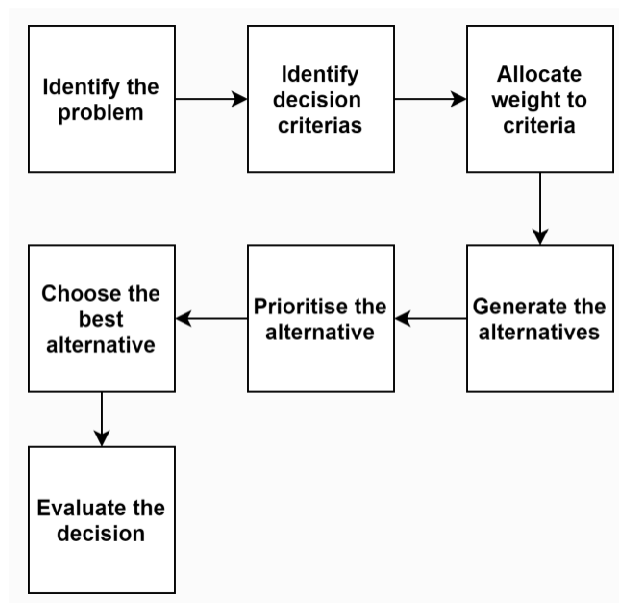 Identify the
problem
Identify
decision
criterias
Allocate
weight to
criteria
Generate the
alternatives
Prioritise the
alternative
Choose the
best
alternative
Evaluate the
decision